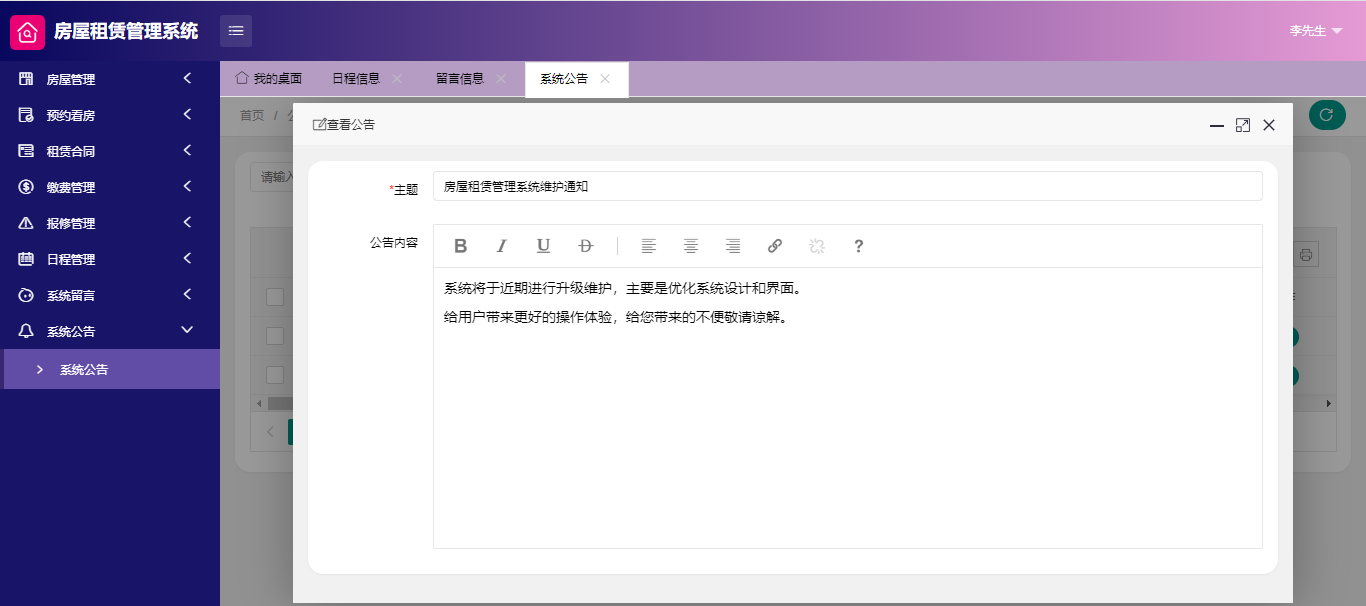 房屋租赁管理系统
李先生
房屋管理
预约看房
租赁合同
缴费管理
报修管理
日程管理
系统留言
系统公告
系统公告
我的桌面 日程信息 留言信息 系统公告
首页 /
请输入
查看公告
*主题 房屋租赁管理系统维护通知
公告内容
B I U D ?
系统将于近期进行升级维护，主要是优化系统设计和界面。
给用户带来更好的操作体验，给您带来的不便敬请谅解。